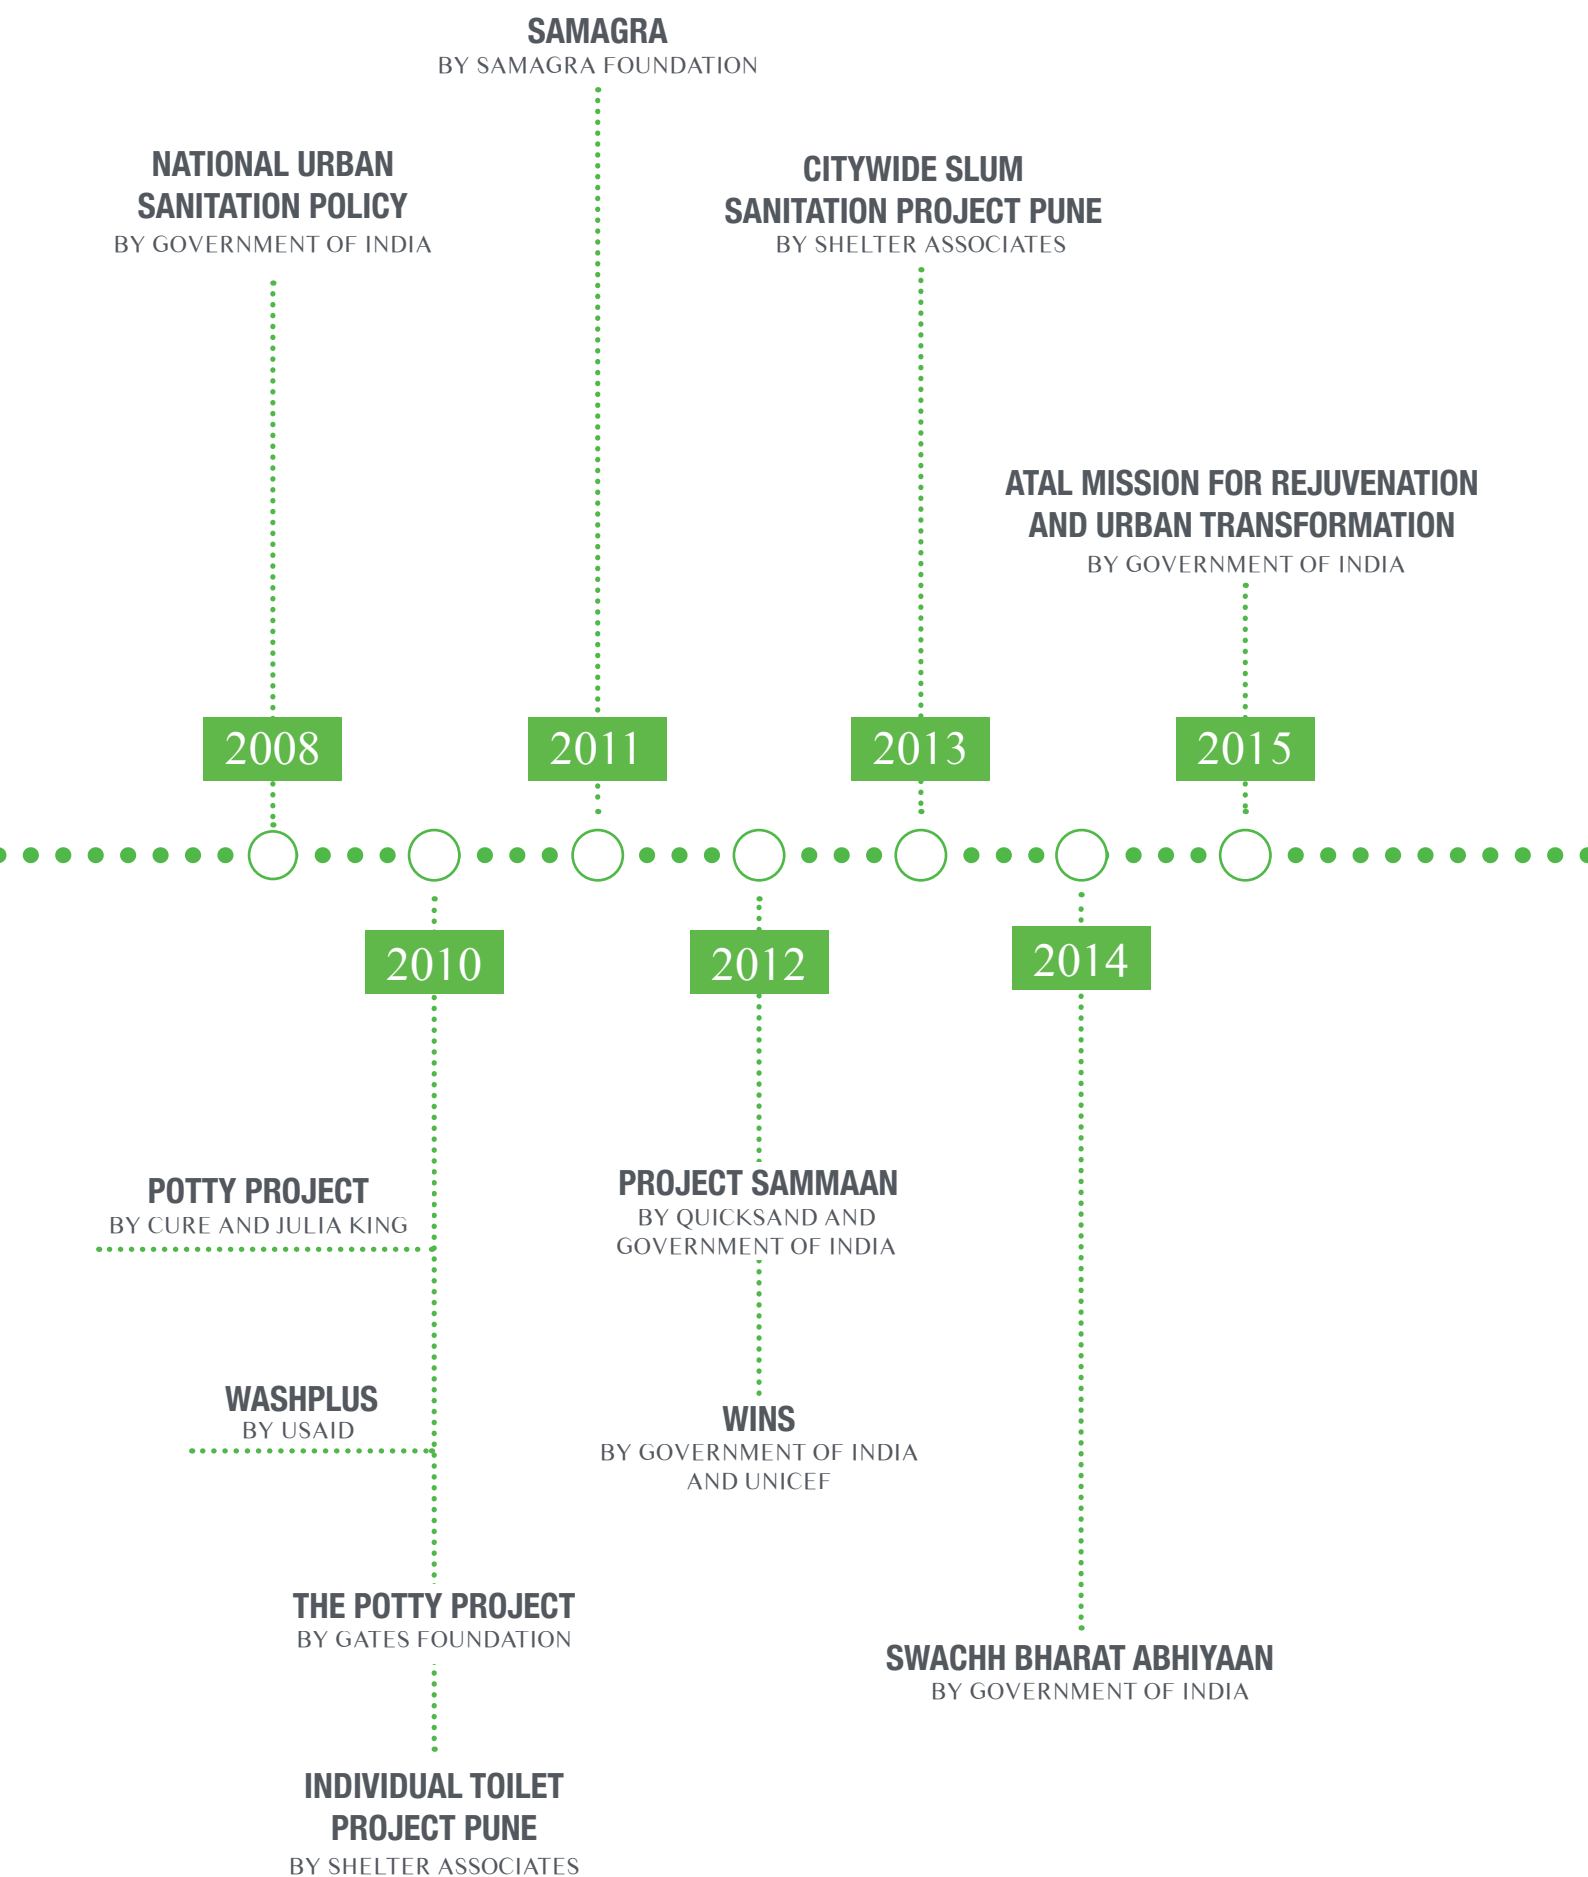 SAMAGRA
BY SAMAGRA FOUNDATION
NATIONAL URBAN
SANITATION POLICY
BY GOVERNMENT OF INDIA
CITYWIDE SLUM
SANITATION PROJECT PUNE
BY SHELTER ASSOCIATES
ATAL MISSION FOR REJUVENATION
AND URBAN TRANSFORMATION
BY GOVERNMENT OF INDIA
2008
2011
2013
2015
2010
2012
2014
POTTY PROJECT
BY CURE AND JULIA KING
PROJECT SAMMAAN
BY QUICKSAND AND
GOVERNMENT OF INDIA
WASHPLUS
BY USAID
WINS
BY GOVERNMENT OF INDIA
AND UNICEF
THE POTTY PROJECT
BY GATES FOUNDATION
SWACHH BHARAT ABHIYAAN
BY GOVERNMENT OF INDIA
INDIVIDUAL TOILET
PROJECT PUNE
BY SHELTER ASSOCIATES